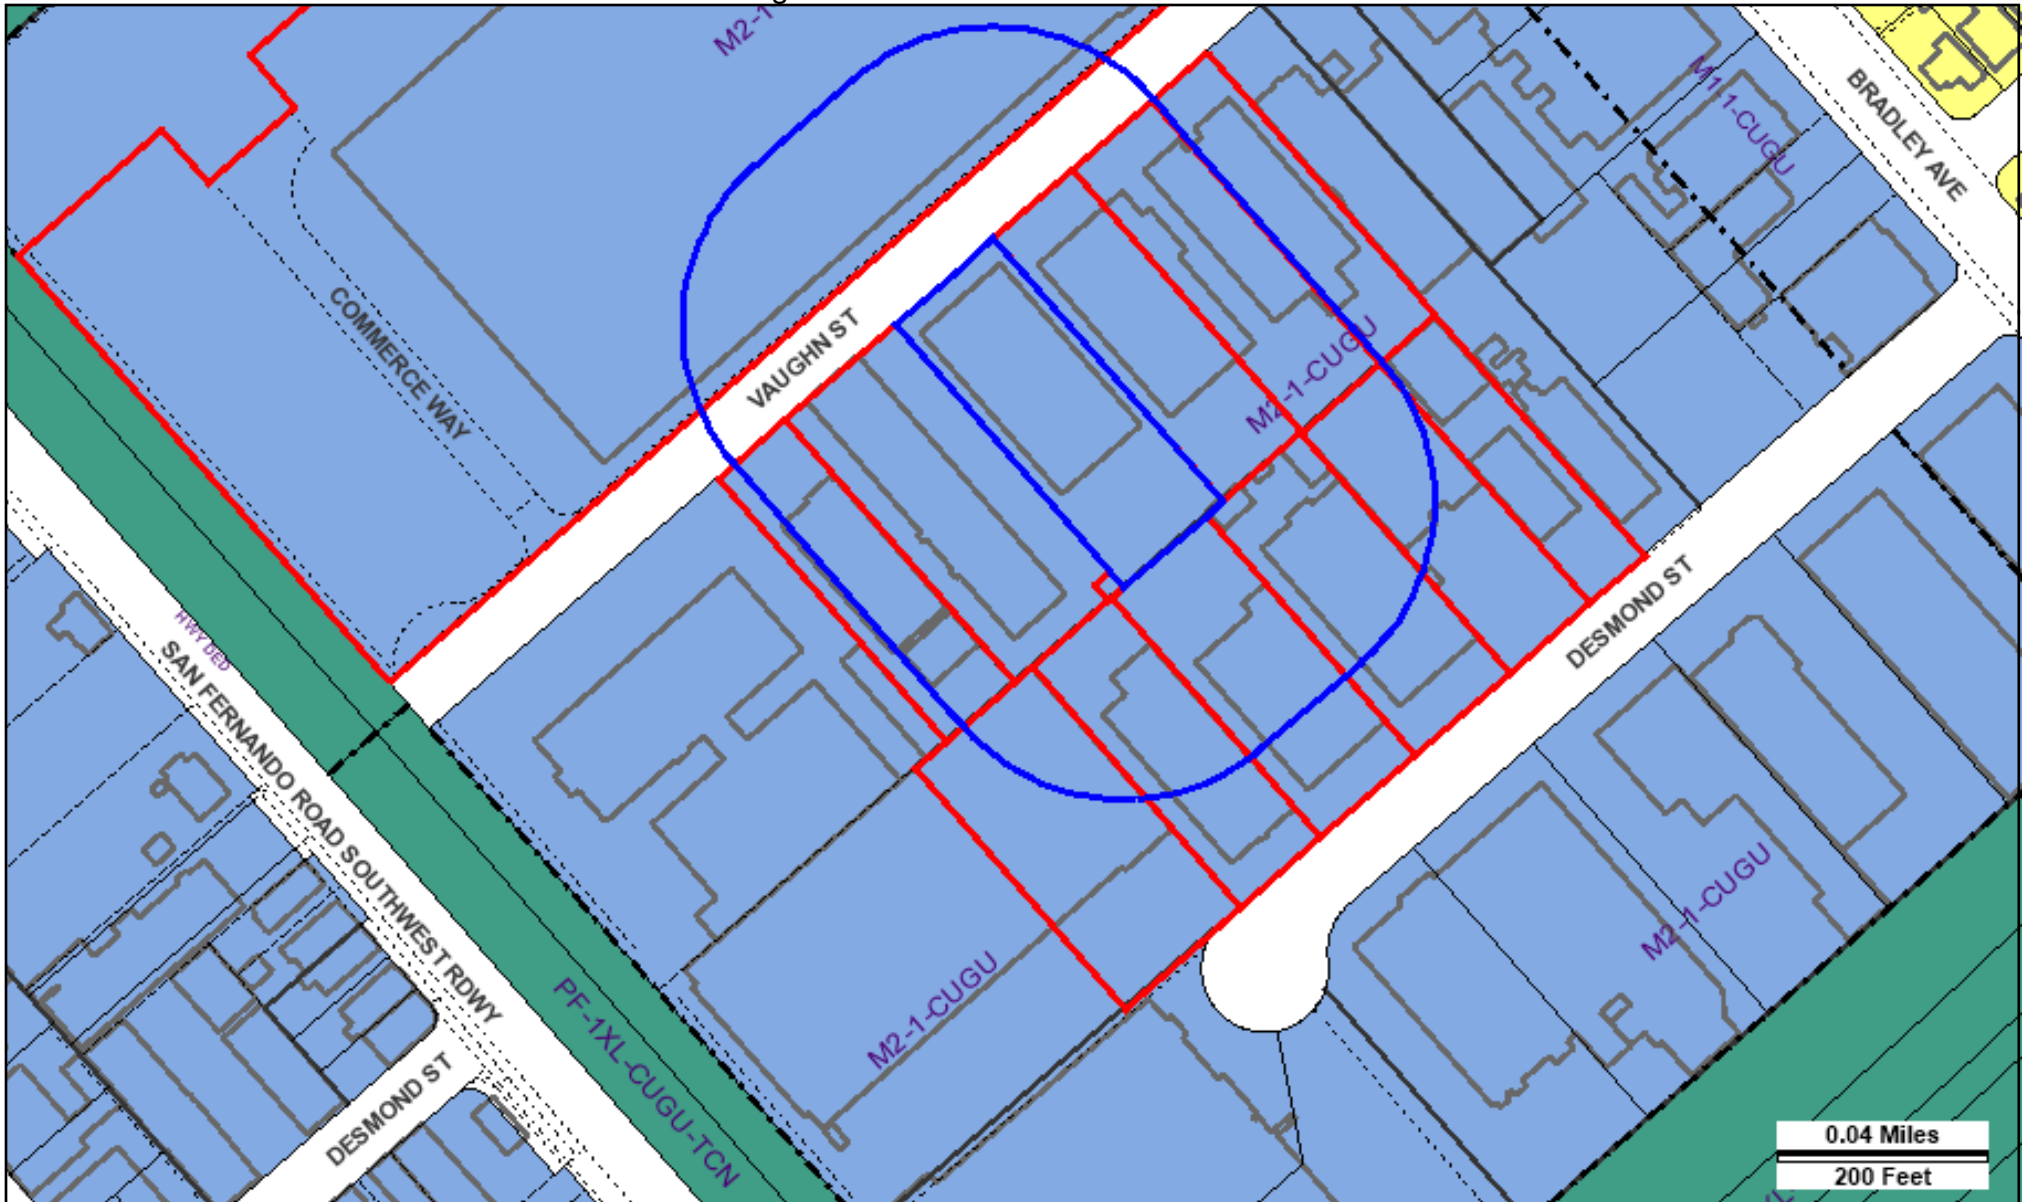 M2-1
M1-1-CUGU
BRADLEY AVE
COMMERCE WAY
VAUGHN ST
M2-1-CUGU
HWY DED
SAN FERNANDO ROAD SOUTHWEST RDWY
DESMOND ST
M2-1-CUGU
M2-1-CUGU
PF-1XL-CUGU-TCN
DESMOND ST
0.04 Miles
200 Feet